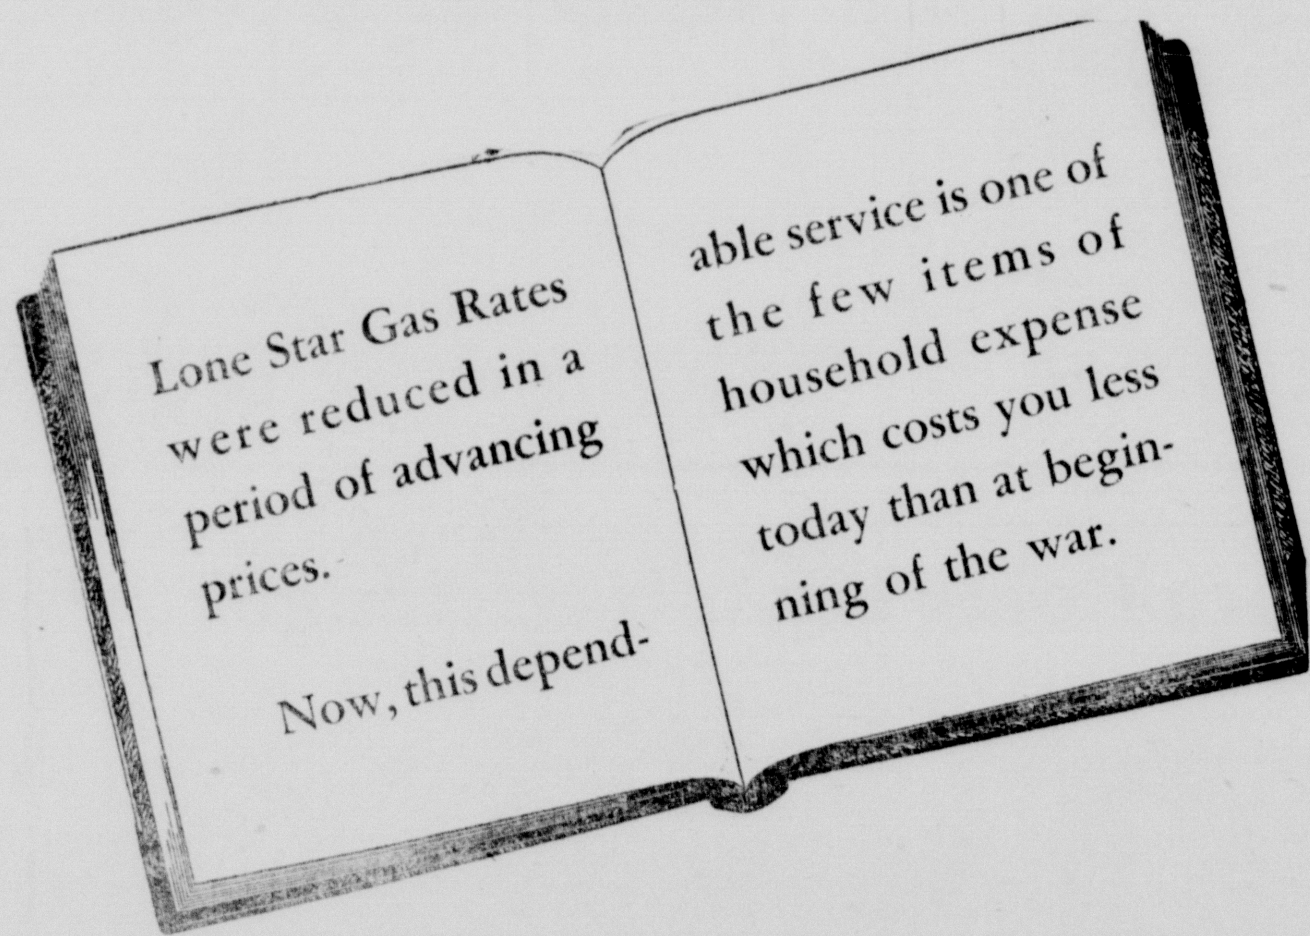 Lone Star Gas Rates
were reduced in a
period of advancing
prices.
Now, this depend-
able service is one of
the few items of
household expense
which costs you less
today than at begin-
ning of the war.